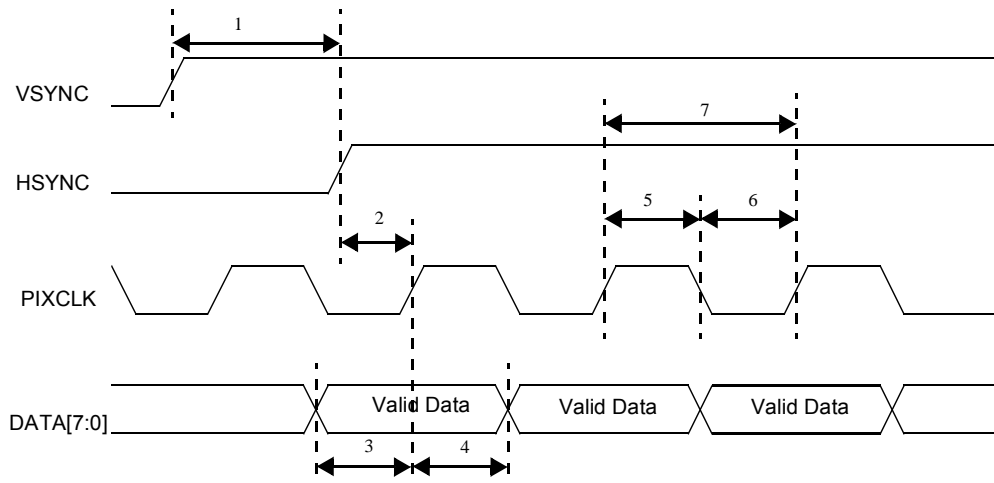 1
VSYNC
7
HSYNC
2
5
6
PIXCLK
Valid Data Valid Data Valid Data
DATA[7:0]
3
4